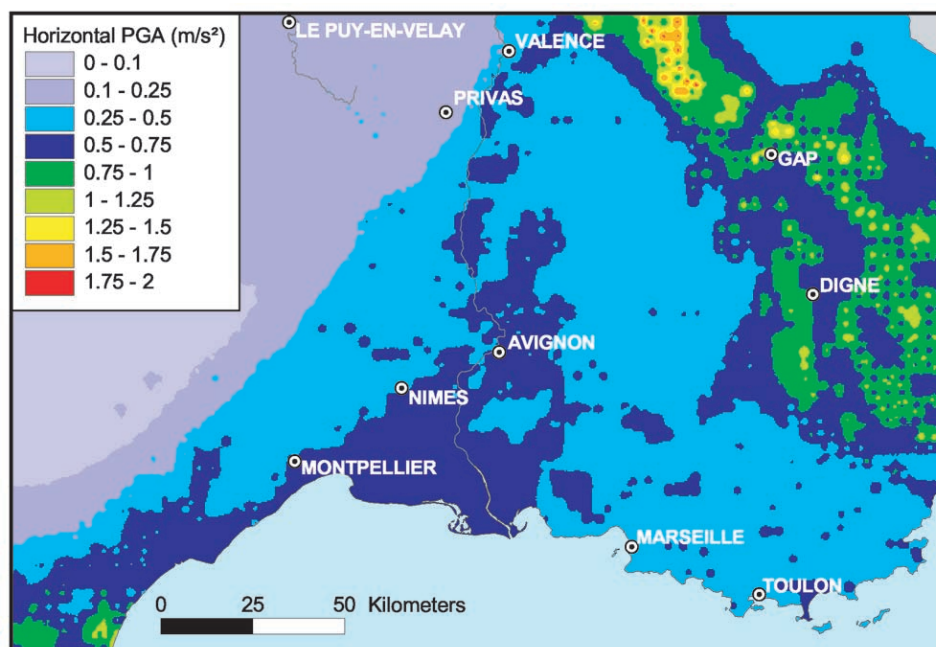 Horizontal PGA (m/s²)
0 - 0.1
0.1 - 0.25
0.25 - 0.5
0.5 - 0.75
0.75 - 1
1 - 1.25
1.25 - 1.5
1.5 - 1.75
1.75 - 2
LE PUY-EN-VELAY
VALENCE
PRIVAS
GAP
DIGNE
AVIGNON
NIMES
MONTPELLIER
MARSEILLE
TOULON
0 25 50 Kilometers